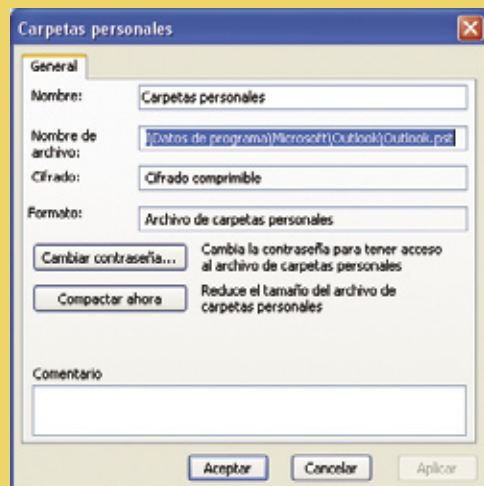 Carpetas personales
General
Nombre:
Carpetas personales
Nombre de
archivo:
\Datos de programa\Microsoft\Outlook\Outlook.pst
Cifrado:
Cifrado comprimible
Formato:
Archivo de carpetas personales
Cambiar contraseña...
Cambia la contraseña para tener acceso
al archivo de carpetas personales
Compactar ahora
Reduce el tamaño del archivo de
carpetas personales
Comentario
Aceptar
Cancelar
Aplicar